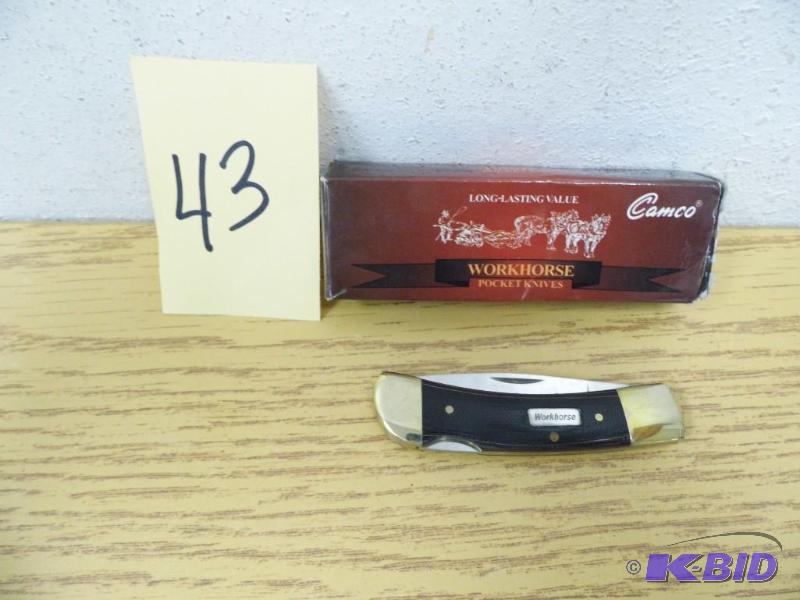 43
LONG-LASTING VALUE
Camco®
WORKHORSE
POCKET KNIVES
Workhorse
© K-BID